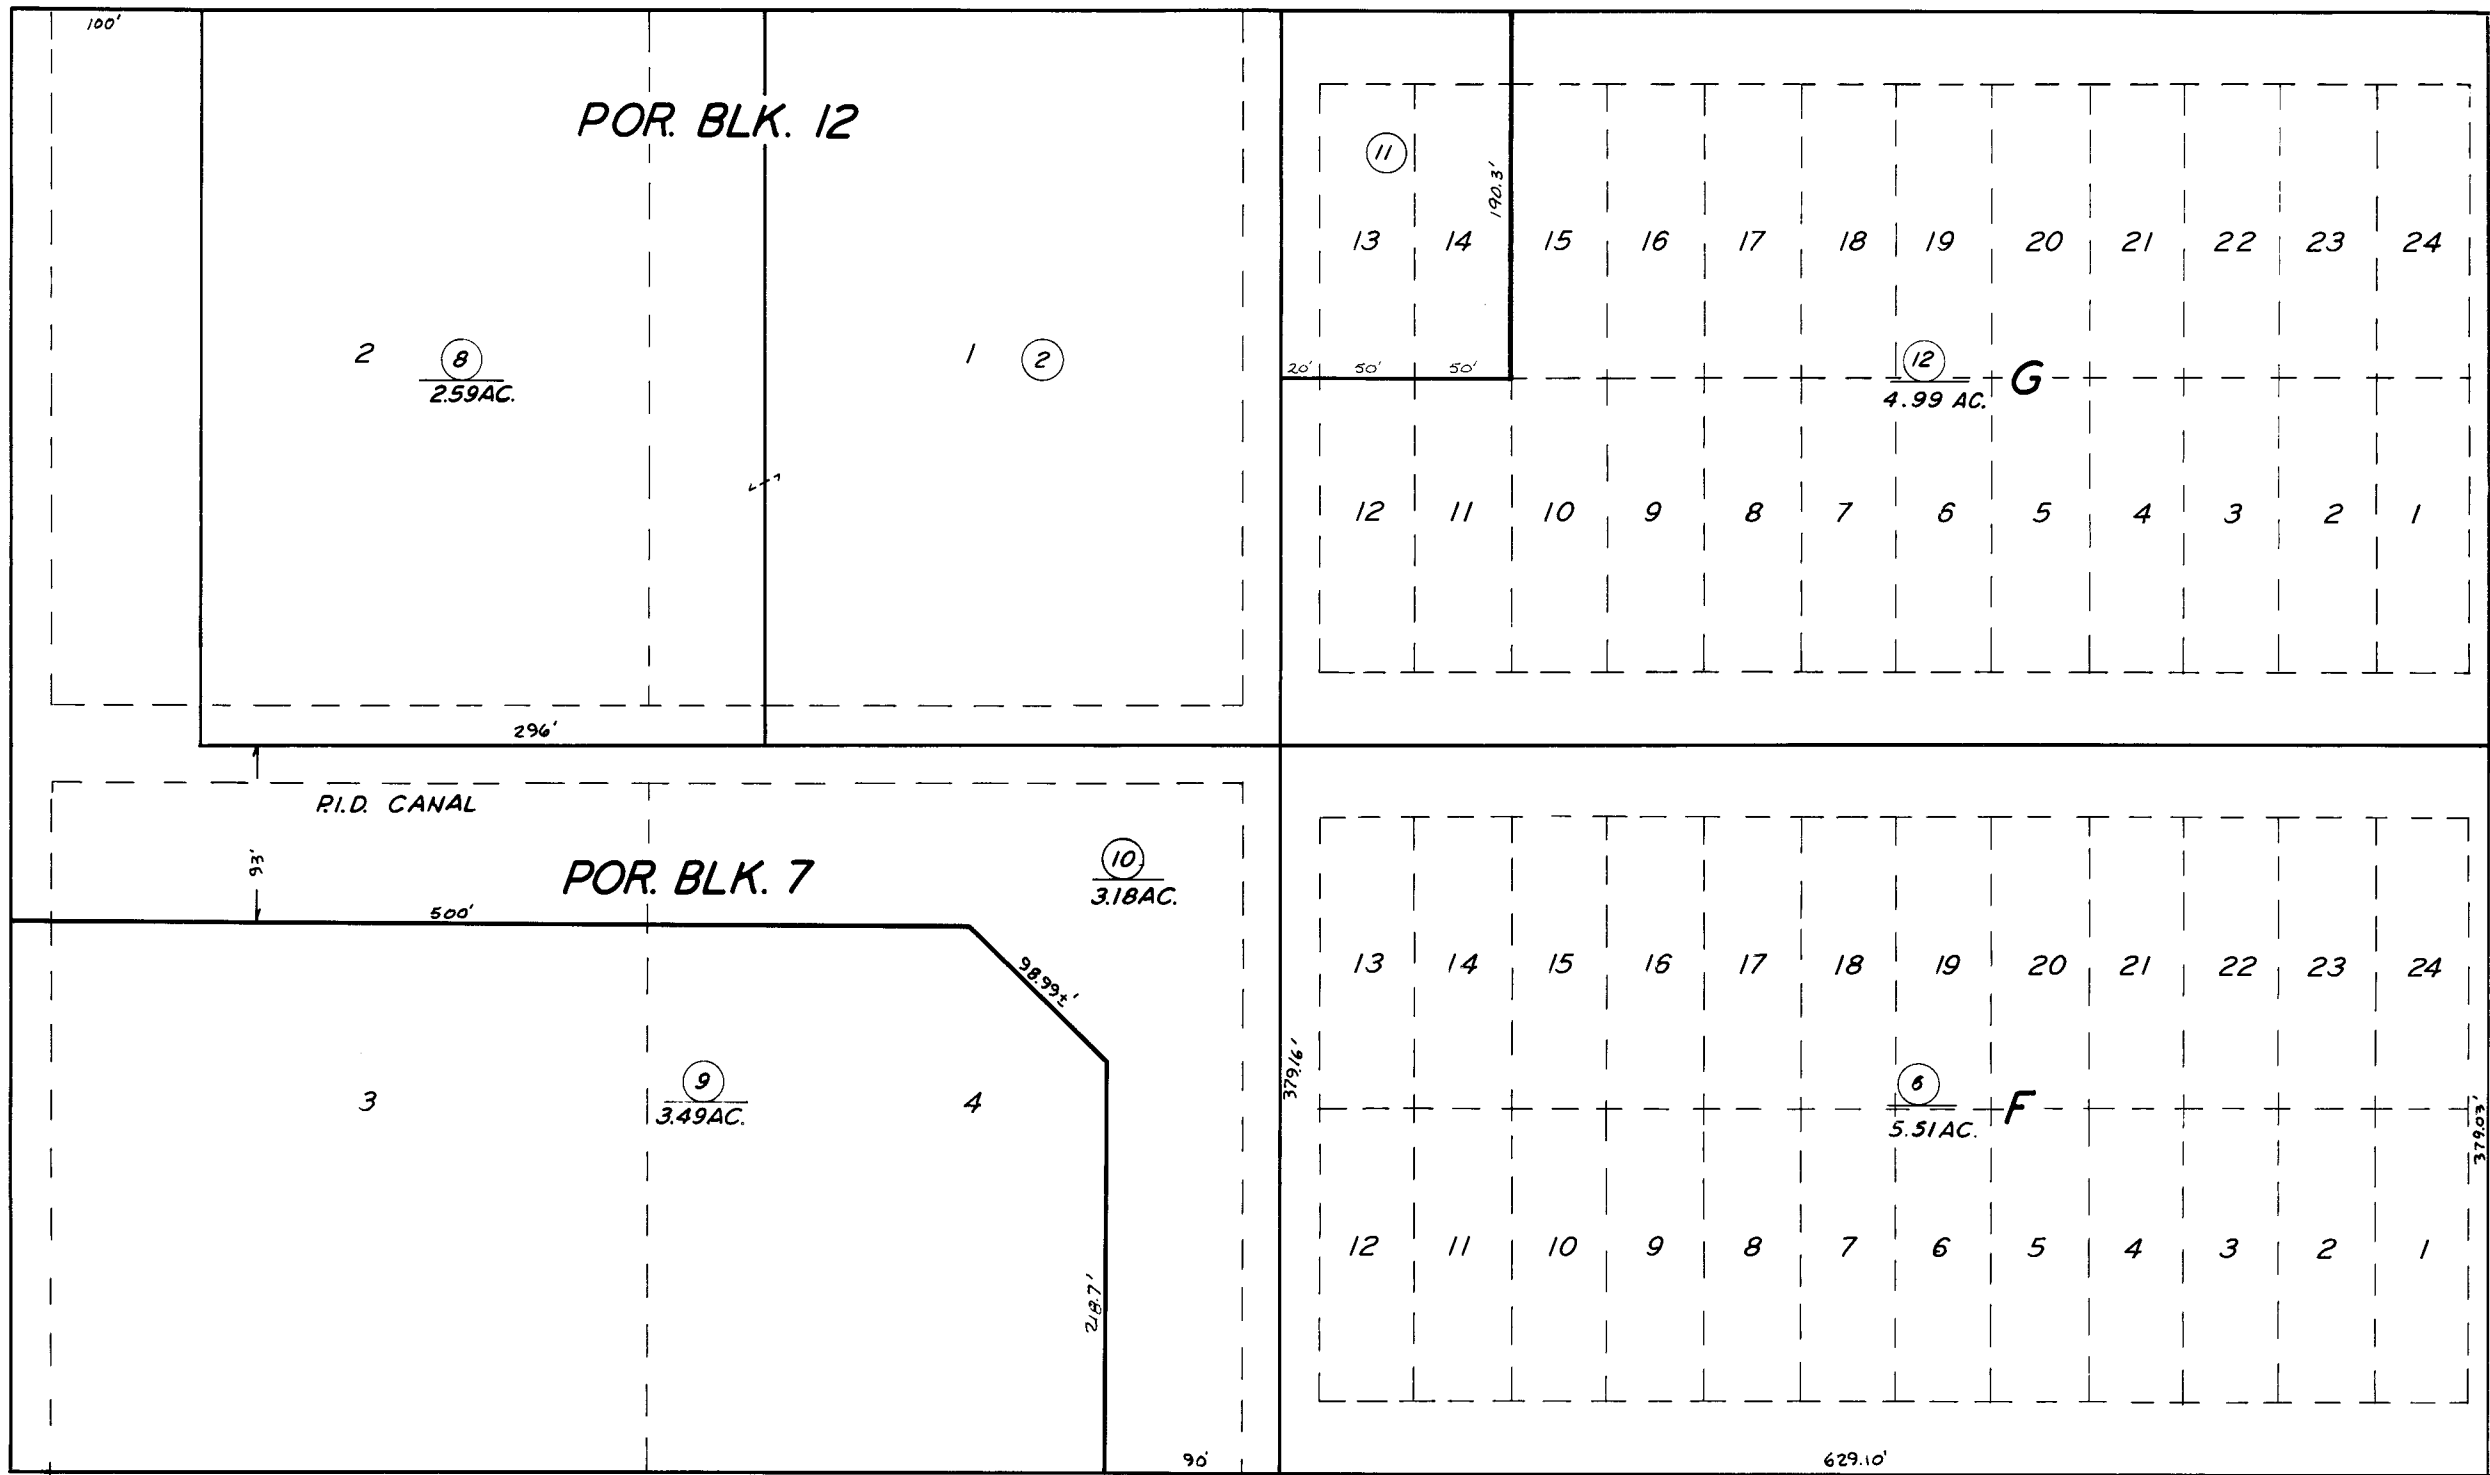 100'
POR. BLK. 12
11
190.3'
13 14 15 16 17 18 19 20 21 22 23 24
2 8 1 2
2.59AC.
20' 50' 50'
12 G
4.99 AC.
12 11 10 9 8 7 6 5 4 3 2 1
296'
P.I.D. CANAL
93'
POR. BLK. 7
10
3.18AC.
500'
98.99±'
13 14 15 16 17 18 19 20 21 22 23 24
379.16'
3 9 4
3.49AC.
6 F
5.51AC.
379.03'
12 11 10 9 8 7 6 5 4 3 2 1
218.7'
90'
629.10'